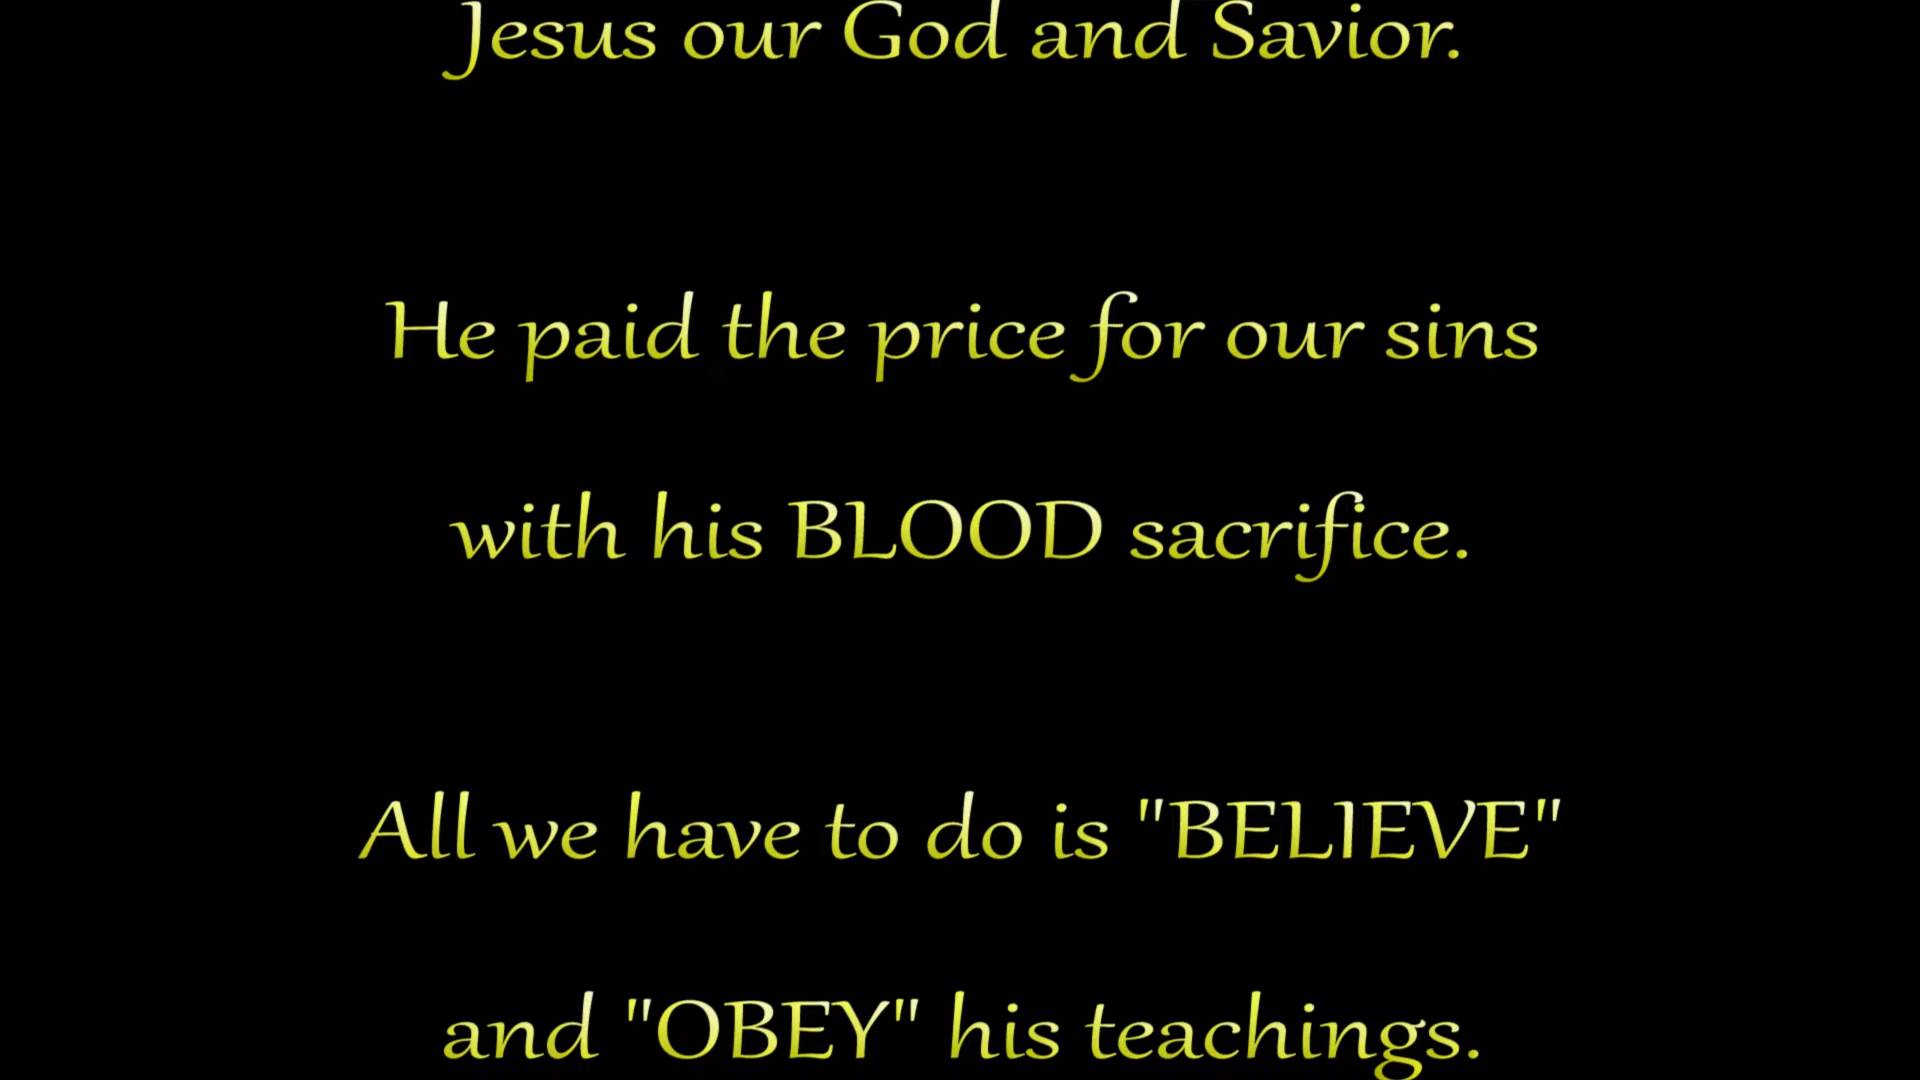 Jesus our God and Savior.
He paid the price for our sins
with his BLOOD sacrifice.
All we have to do is "BELIEVE"
and "OBEY" his teachings.